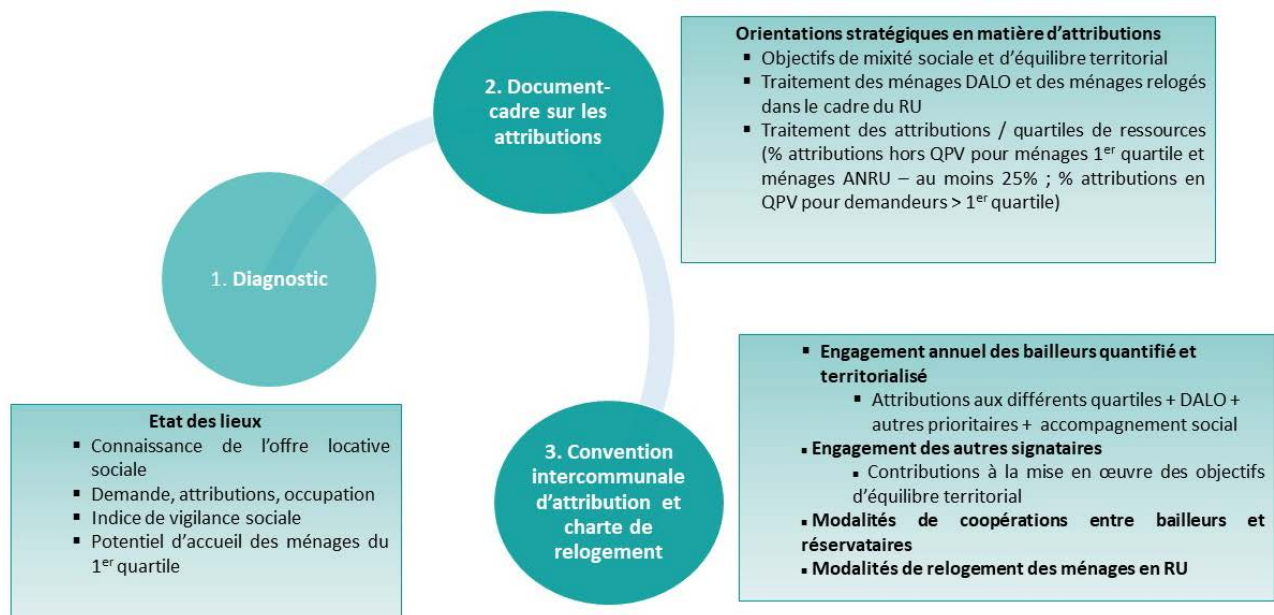 1. Diagnostic
Etat des lieux
▪ Connaissance de l’offre locative
sociale
▪ Demande, attributions, occupation
▪ Indice de vigilance sociale
▪ Potentiel d’accueil des ménages du
1er quartile
2. Document-
cadre sur les
attributions
Orientations stratégiques en matière d’attributions
▪ Objectifs de mixité sociale et d’équilibre territorial
▪ Traitement des ménages DALO et des ménages relogés
dans le cadre du RU
▪ Traitement des attributions / quartiles de ressources
(% attributions hors QPV pour ménages 1er quartile et
ménages ANRU – au moins 25% ; % attributions en
QPV pour demandeurs > 1er quartile)
3. Convention
intercommunale
d’attribution et
charte de
relogement
▪ Engagement annuel des bailleurs quantifié et
territorialisé
▪ Attributions aux différents quartiles + DALO +
autres prioritaires + accompagnement social
▪ Engagement des autres signataires
▪ Contributions à la mise en œuvre des objectifs
d’équilibre territorial
▪ Modalités de coopérations entre bailleurs et
réservataires
▪ Modalités de relogement des ménages en RU